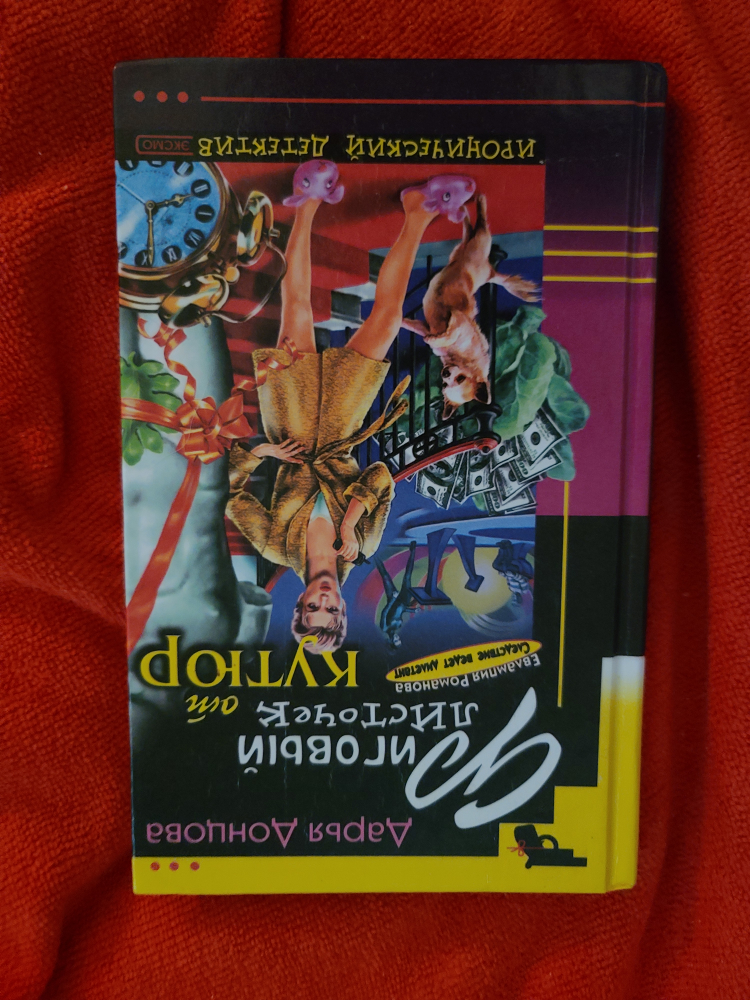 Дарья Донцова
Фиговый
листочек
от
кутюр
Евлампия Романова
Следствие ведет дилетант
ИРОНИЧЕСКИЙ ДЕТЕКТИВ
ЭКСМО